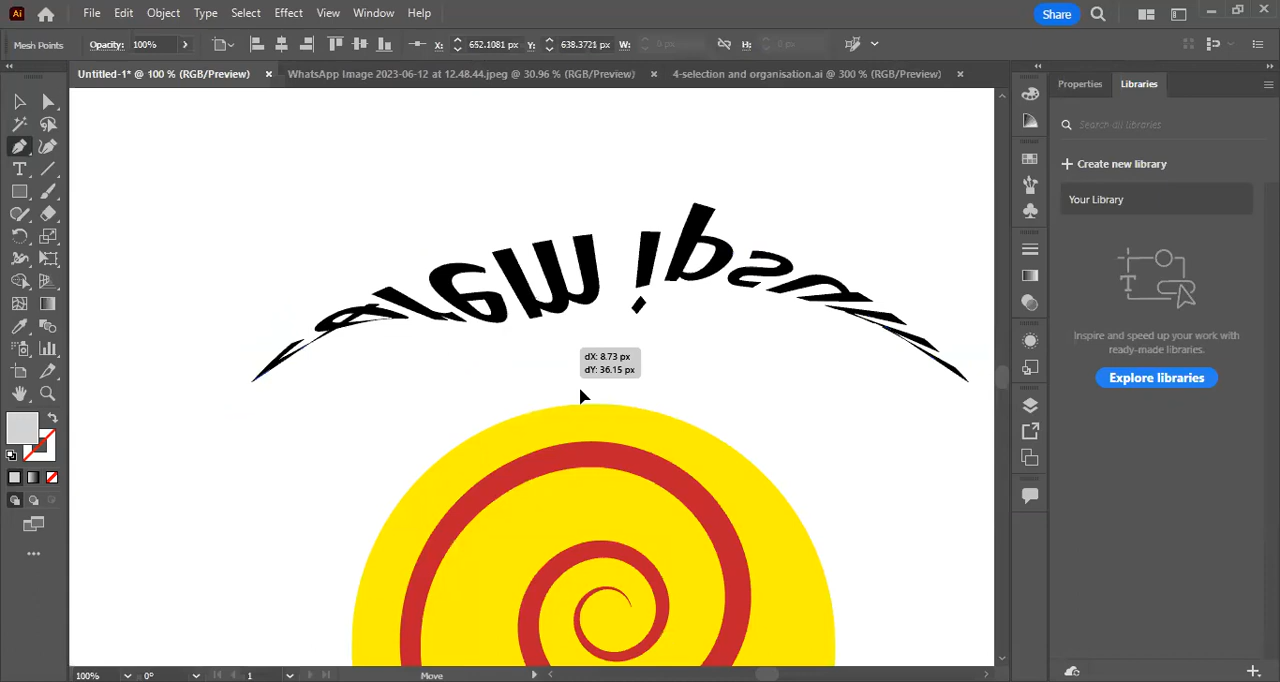 File Edit Object Type Select Effect View Window Help Share
Mesh Points Opacity: 100% X: 652.1081 px Y: 638.3721 px W: 0 px H: 0 px
Untitled-1* @ 100 % (RGB/Preview) × WhatsApp Image 2023-06-12 at 12.48.44.jpeg @ 30.96 % (RGB/Preview) × 4-selection and organisation.ai @ 300 % (RGB/Preview) ×
Properties Libraries
Search all libraries
+ Create new library
Your Library
dX: 8.73 px
dY: 36.15 px
Inspire and speed up your work with
ready-made libraries.
Explore libraries
100% 0° 1 Move